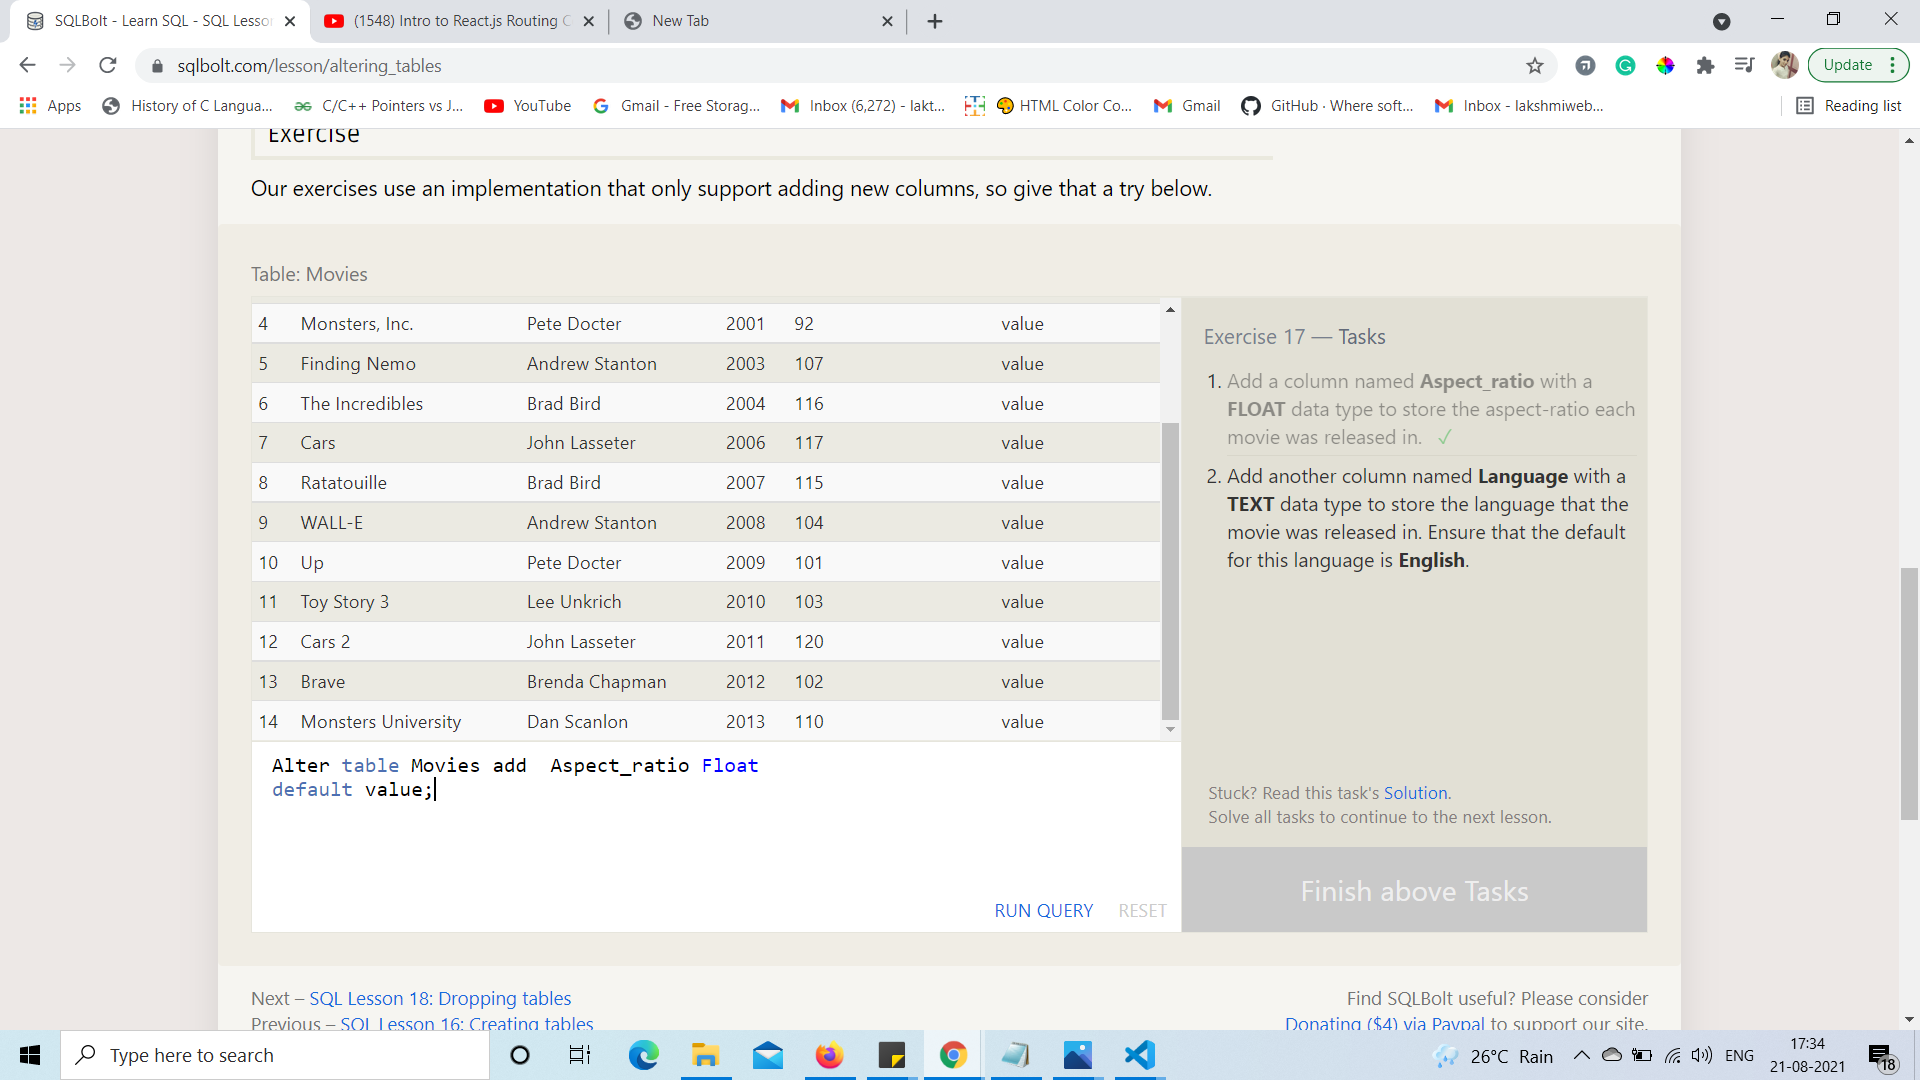 SQLBolt - Learn SQL - SQL Lesson
(1548) Intro to React.js Routing C
New Tab
sqlbolt.com/lesson/altering_tables
Update
Apps
History of C Langua...
C/C++ Pointers vs J...
YouTube
Gmail - Free Storag...
Inbox (6,272) - lakt...
HTML Color Co...
Gmail
GitHub · Where soft...
Inbox - lakshmiweb...
Reading list
Exercise
Our exercises use an implementation that only support adding new columns, so give that a try below.
Table: Movies
4 Monsters, Inc. Pete Docter 2001 92 value
5 Finding Nemo Andrew Stanton 2003 107 value
6 The Incredibles Brad Bird 2004 116 value
7 Cars John Lasseter 2006 117 value
8 Ratatouille Brad Bird 2007 115 value
9 WALL-E Andrew Stanton 2008 104 value
10 Up Pete Docter 2009 101 value
11 Toy Story 3 Lee Unkrich 2010 103 value
12 Cars 2 John Lasseter 2011 120 value
13 Brave Brenda Chapman 2012 102 value
14 Monsters University Dan Scanlon 2013 110 value
Alter table Movies add  Aspect_ratio Float
default value;
RUN QUERY RESET
Exercise 17 — Tasks
1. Add a column named Aspect_ratio with a
FLOAT data type to store the aspect-ratio each
movie was released in. ✓
2. Add another column named Language with a
TEXT data type to store the language that the
movie was released in. Ensure that the default
for this language is English.
Stuck? Read this task's Solution.
Solve all tasks to continue to the next lesson.
Finish above Tasks
Next – SQL Lesson 18: Dropping tables
Previous – SQL Lesson 16: Creating tables
Find SQLBolt useful? Please consider
Donating ($4) via Paypal to support our site.
Type here to search
26°C Rain
ENG
17:34
21-08-2021
18